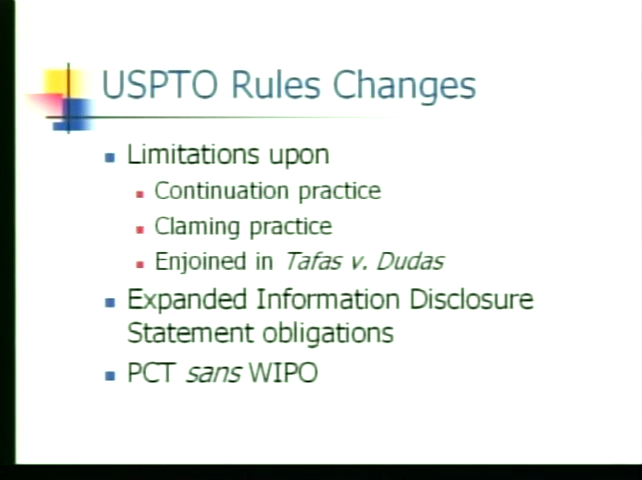 USPTO Rules Changes
Limitations upon
Continuation practice
Claming practice
Enjoined in Tafas v. Dudas
Expanded Information Disclosure
Statement obligations
PCT sans WIPO